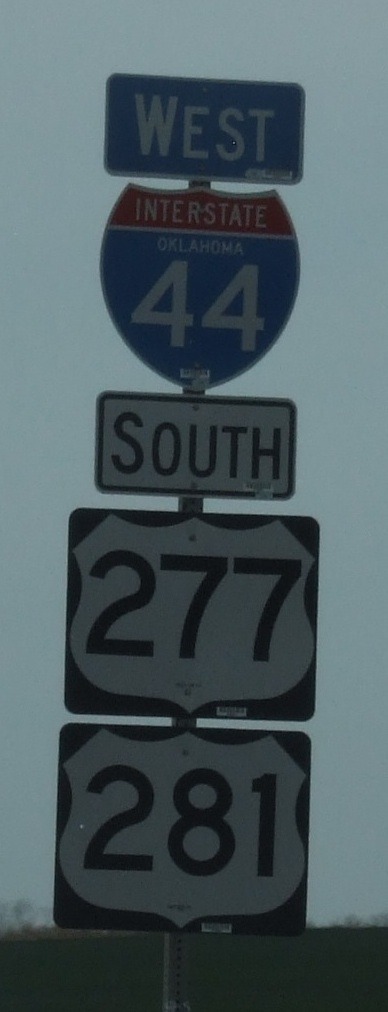 WEST
INTERSTATE
OKLAHOMA
44
SOUTH
277
281